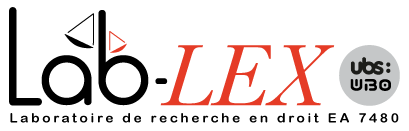 Lab-LEX
ubs:
UBO
Laboratoire de recherche en droit EA 7480